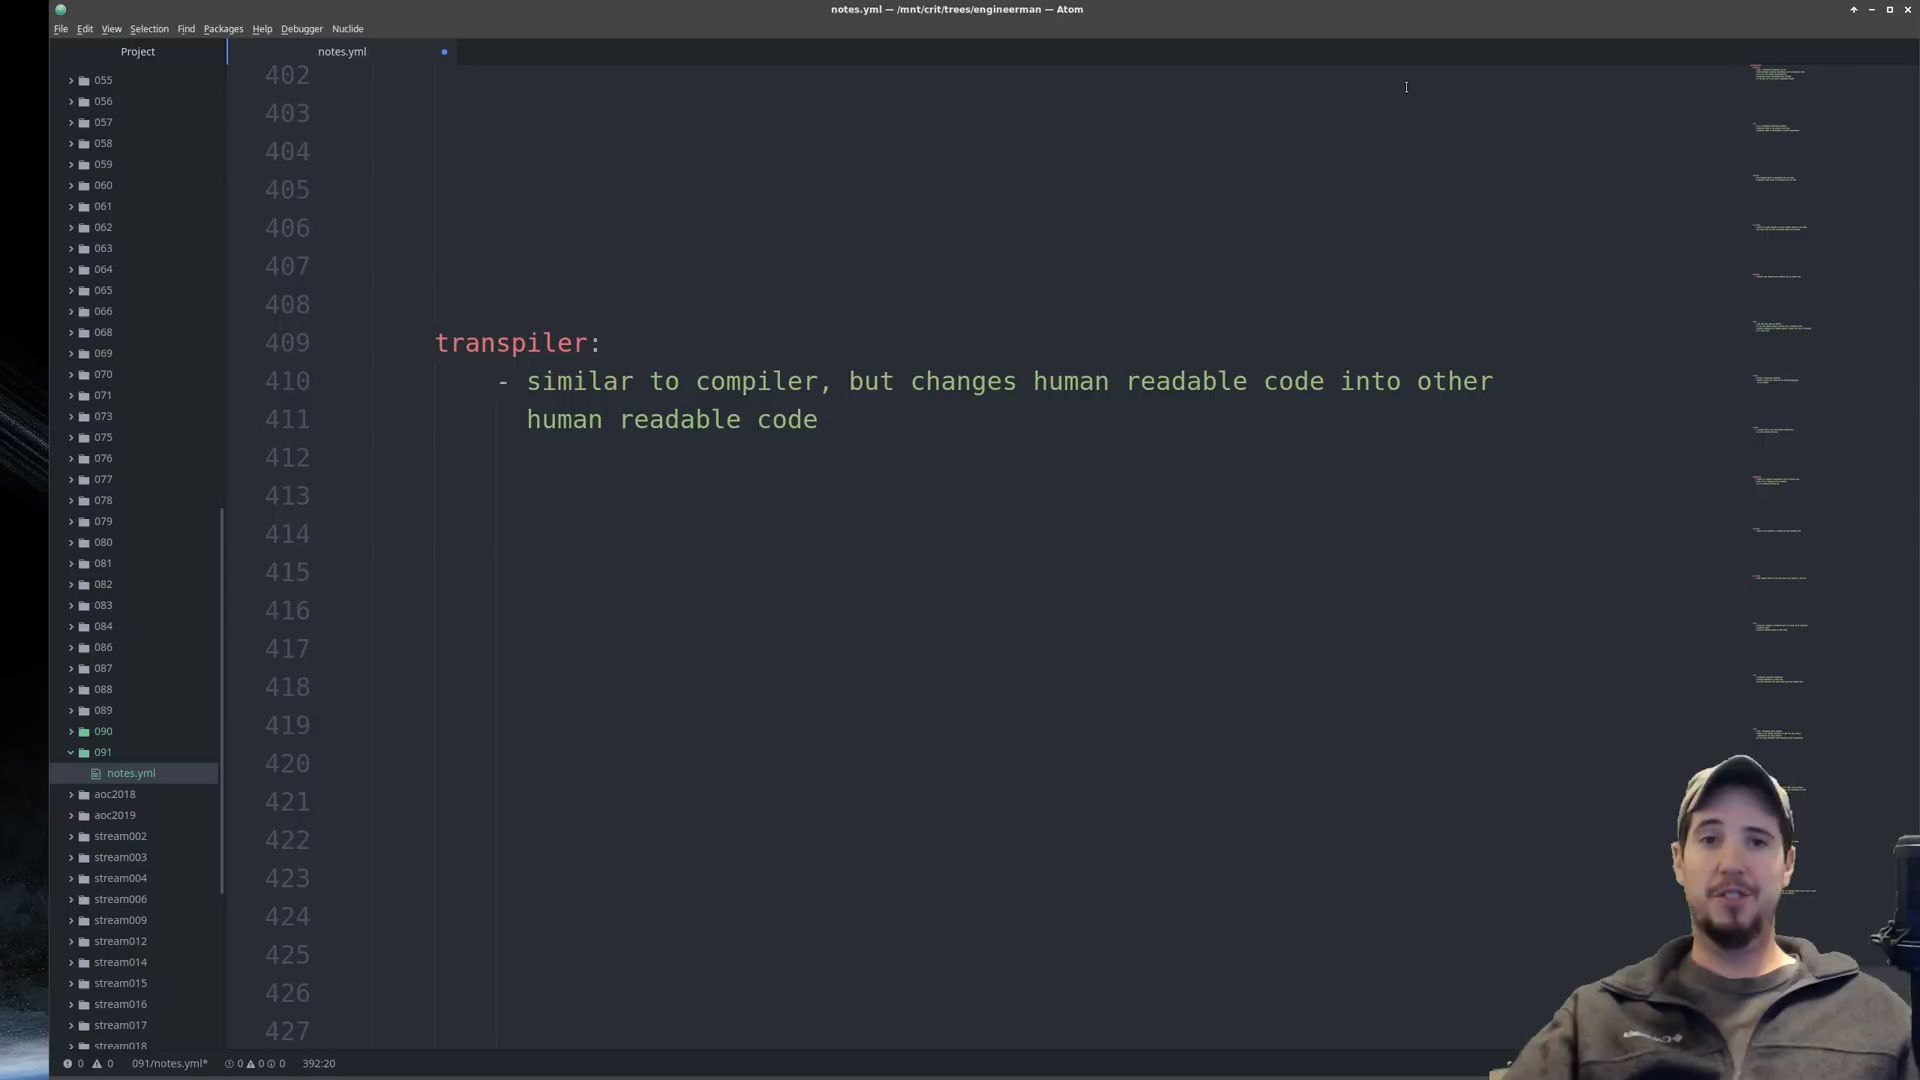 notes.yml — /mnt/crit/trees/engineerman — Atom
File Edit View Selection Find Packages Help Debugger Nuclide
Project
notes.yml
055
056
057
058
059
060
061
062
063
064
065
066
068
069
070
071
073
075
076
077
078
079
080
081
082
083
084
086
087
088
089
090
091
notes.yml
aoc2018
aoc2019
stream002
stream003
stream004
stream006
stream009
stream012
stream014
stream015
stream016
stream017
stream018
402
403
404
405
406
407
408
409 transpiler:
410 - similar to compiler, but changes human readable code into other
411 human readable code
412
413
414
415
416
417
418
419
420
421
422
423
424
425
426
427
0 0 091/notes.yml* 0 0 0 392:20